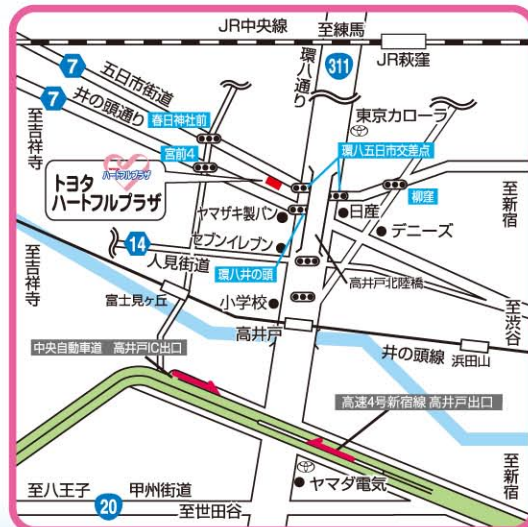 JR中央線
至練馬
7
311
JR萩窪
環八通り
五日市街道
東京カローラ
7
井の頭通り
春日神社前
至吉祥寺
宮前4
環八五日市交差点
ハートフルプラザ
トヨタ
ハートフルプラザ
柳窪
至新宿
ヤマザキ製パン
日産
デニーズ
14
セブンイレブン
人見街道
環八井の頭
高井戸北陸橋
至吉祥寺
富士見ヶ丘
小学校
至渋谷
高井戸
井の頭線
浜田山
中央自動車道 高井戸IC出口
高速4号新宿線 高井戸出口
至新宿
至八王子
甲州街道
ヤマダ電気
20
至世田谷